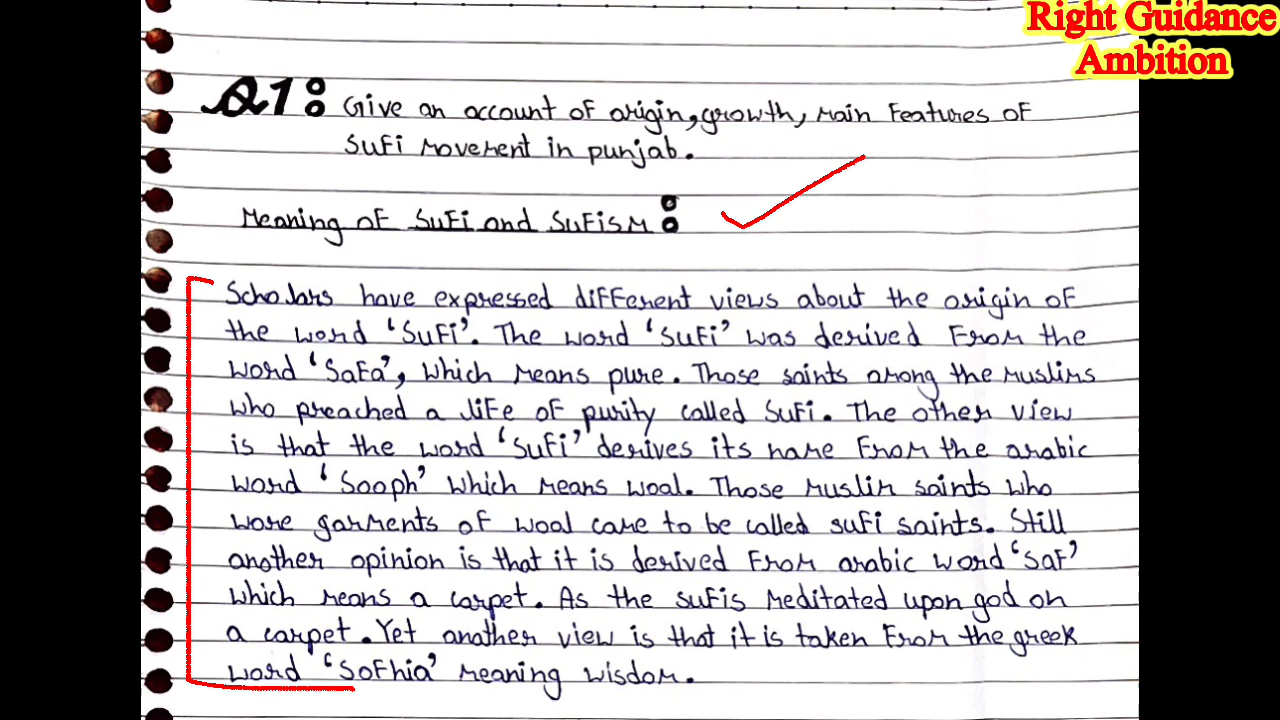 Right Guidance
Ambition
Q1: Give an account of origin, growth, main features of
sufi movement in punjab.
Meaning of Sufi and Sufism:
Scholars have expressed different views about the origin of
the word 'Sufi'. The word 'sufi' was derived from the
word 'Safa', which means pure. Those saints among the muslims
who preached a life of purity called sufi. The other view
is that the word 'sufi' derives its name from the arabic
word 'Sooph' which means woal. Those muslim saints who
wore garments of woal came to be called sufi saints. Still
another opinion is that it is derived from arabic word 'saf'
which means a carpet. As the sufis meditated upon god on
a carpet. Yet another view is that it is taken from the greek
word 'Sofhia' meaning wisdom.